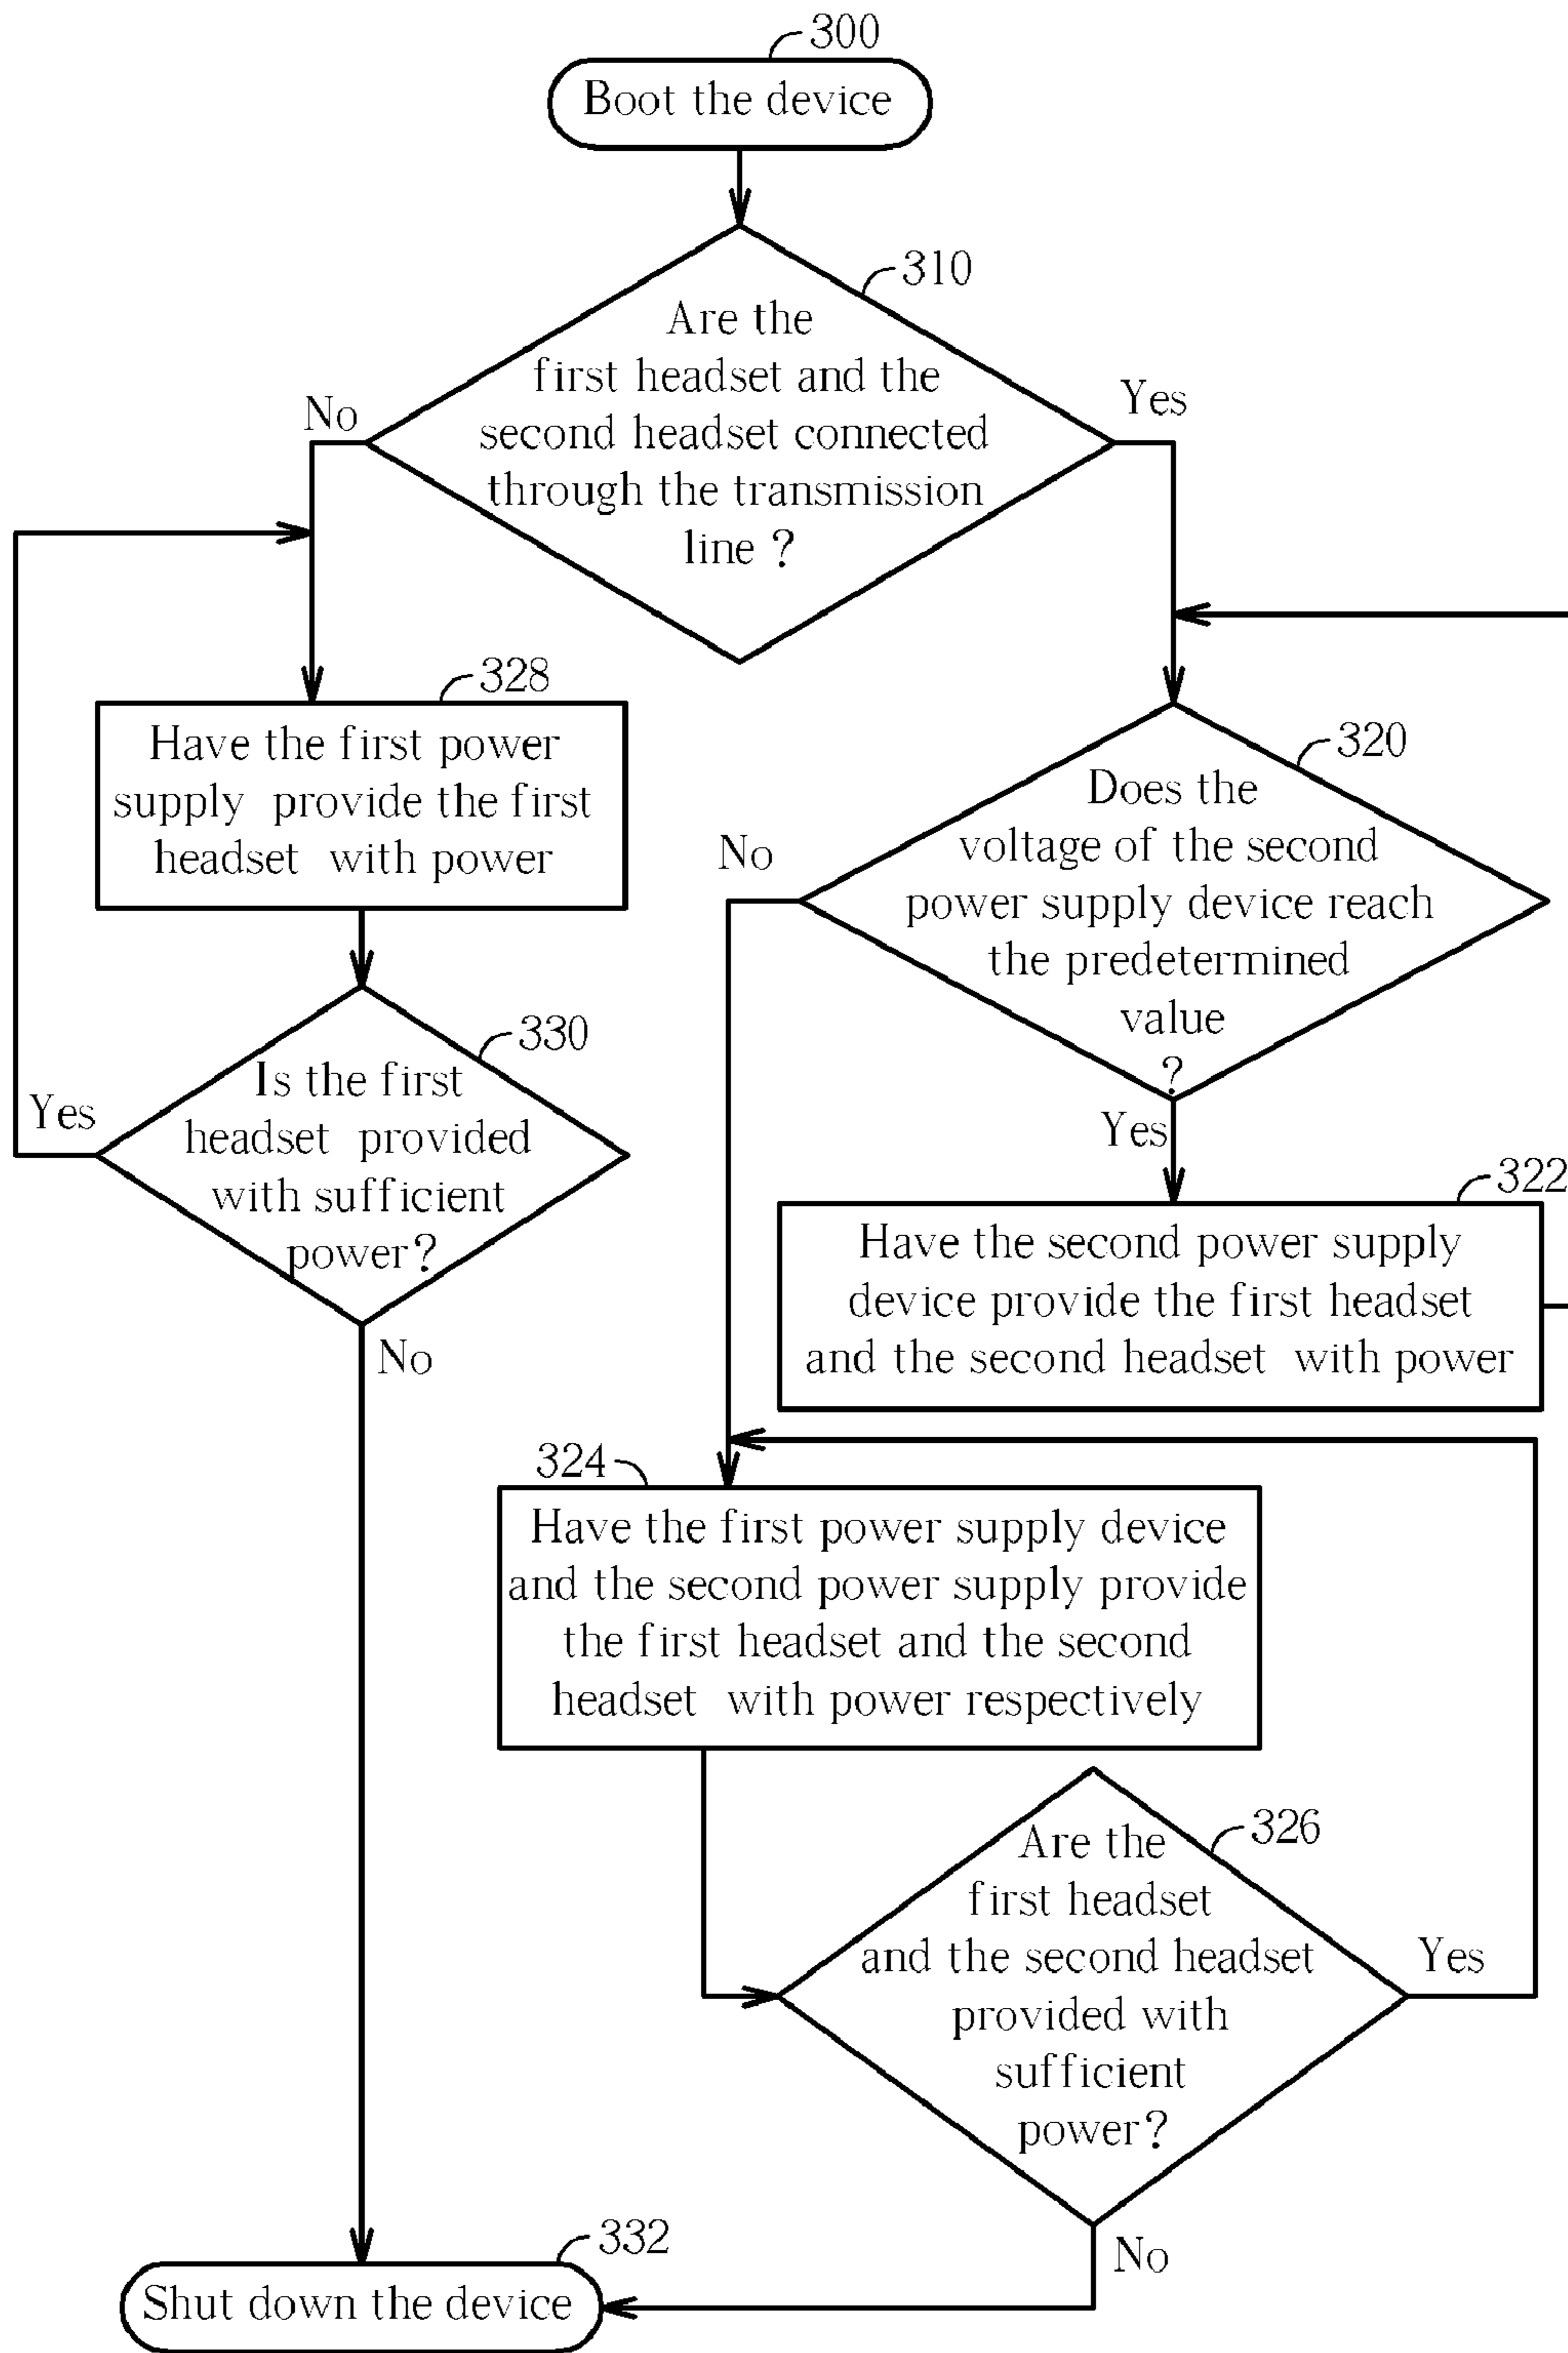 300
Boot the device
310
Are the
first headset and the
second headset connected
through the transmission
line ?
No
Yes
328
Have the first power
supply provide the first
headset with power
320
Does the
voltage of the second
power supply device reach
the predetermined
value
?
No
Yes
330
Is the first
headset provided
with sufficient
power?
Yes
No
322
Have the second power supply
device provide the first headset
and the second headset with power
324
Have the first power supply device
and the second power supply provide
the first headset and the second
headset with power respectively
326
Are the
first headset
and the second headset
provided with
sufficient
power?
Yes
No
332
Shut down the device